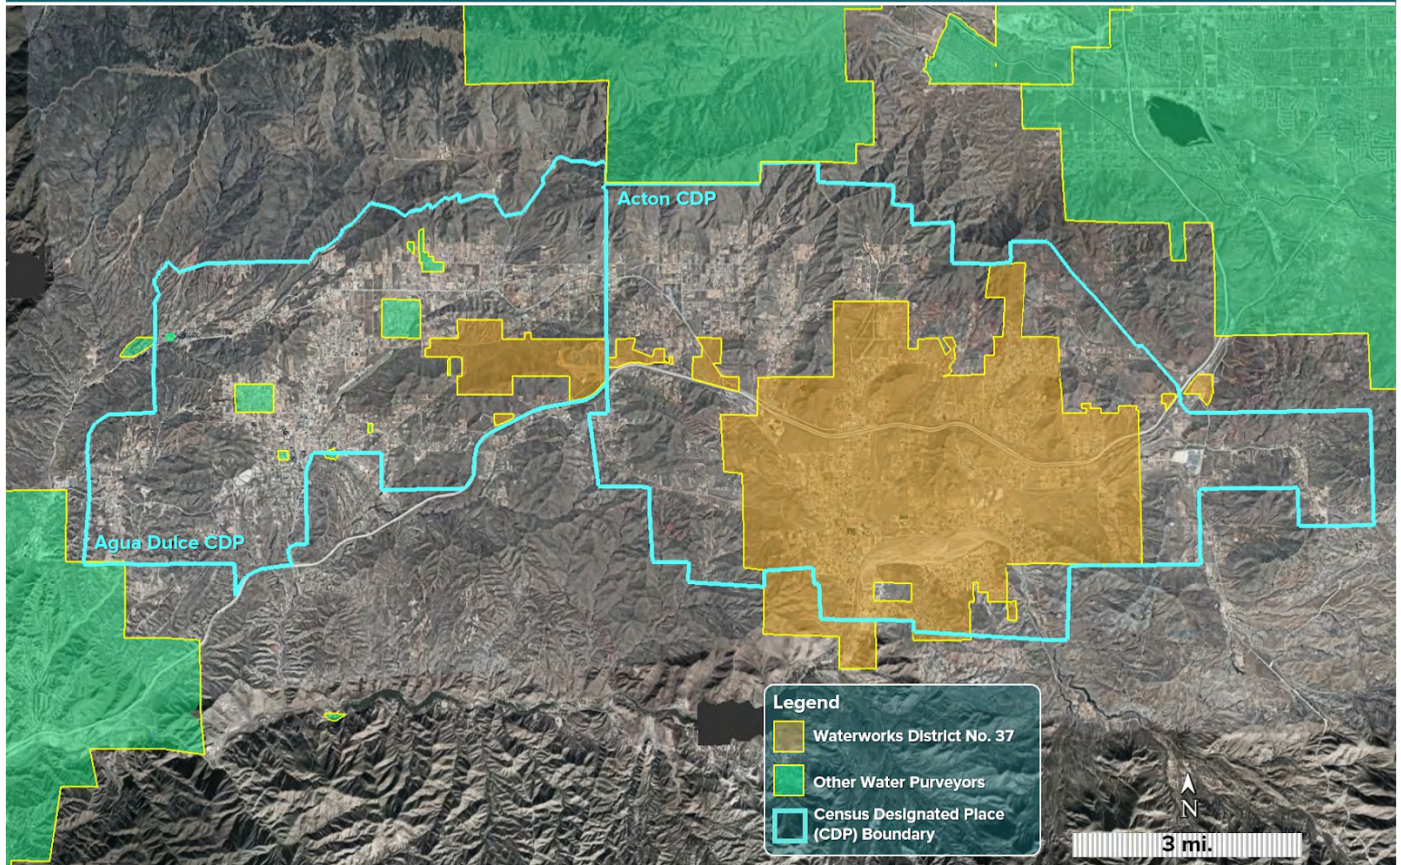 Acton CDP
Agua Dulce CDP
Legend
Waterworks District No. 37
Other Water Purveyors
Census Designated Place
(CDP) Boundary
N
3 mi.